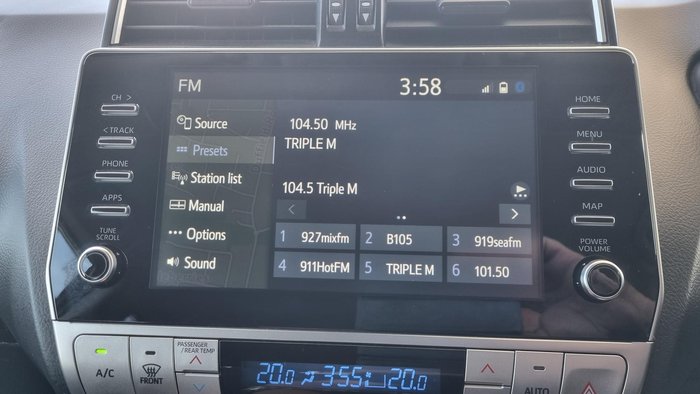 FM
3:58
CH >
< TRACK
PHONE
APPS
TUNE
SCROLL
Source
Presets
Station list
Manual
Options
Sound
104.50 MHz
TRIPLE M
104.5 Triple M
<
>
1 927mixfm
2 B105
3 919seafm
4 911HotFM
5 TRIPLE M
6 101.50
HOME
MENU
AUDIO
MAP
POWER
VOLUME
A/C
FRONT
PASSENGER
/REAR TEMP
20.0
355
20.0
AUTO